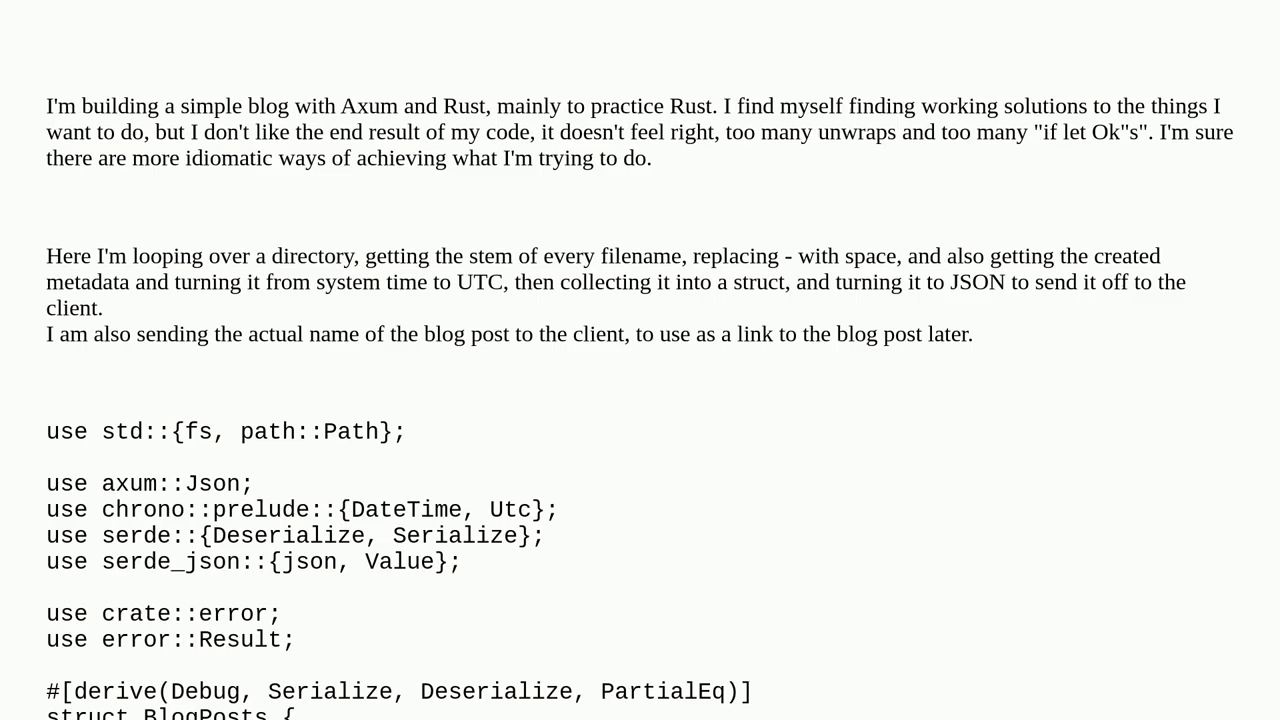 I'm building a simple blog with Axum and Rust, mainly to practice Rust. I find myself finding working solutions to the things I
want to do, but I don't like the end result of my code, it doesn't feel right, too many unwraps and too many "if let Ok"s". I'm sure
there are more idiomatic ways of achieving what I'm trying to do.
Here I'm looping over a directory, getting the stem of every filename, replacing - with space, and also getting the created
metadata and turning it from system time to UTC, then collecting it into a struct, and turning it to JSON to send it off to the
client.
I am also sending the actual name of the blog post to the client, to use as a link to the blog post later.
use std::{fs, path::Path};
use axum::Json;
use chrono::prelude::{DateTime, Utc};
use serde::{Deserialize, Serialize};
use serde_json::{json, Value};
use crate::error;
use error::Result;
#[derive(Debug, Serialize, Deserialize, PartialEq)]
struct BlogPosts {